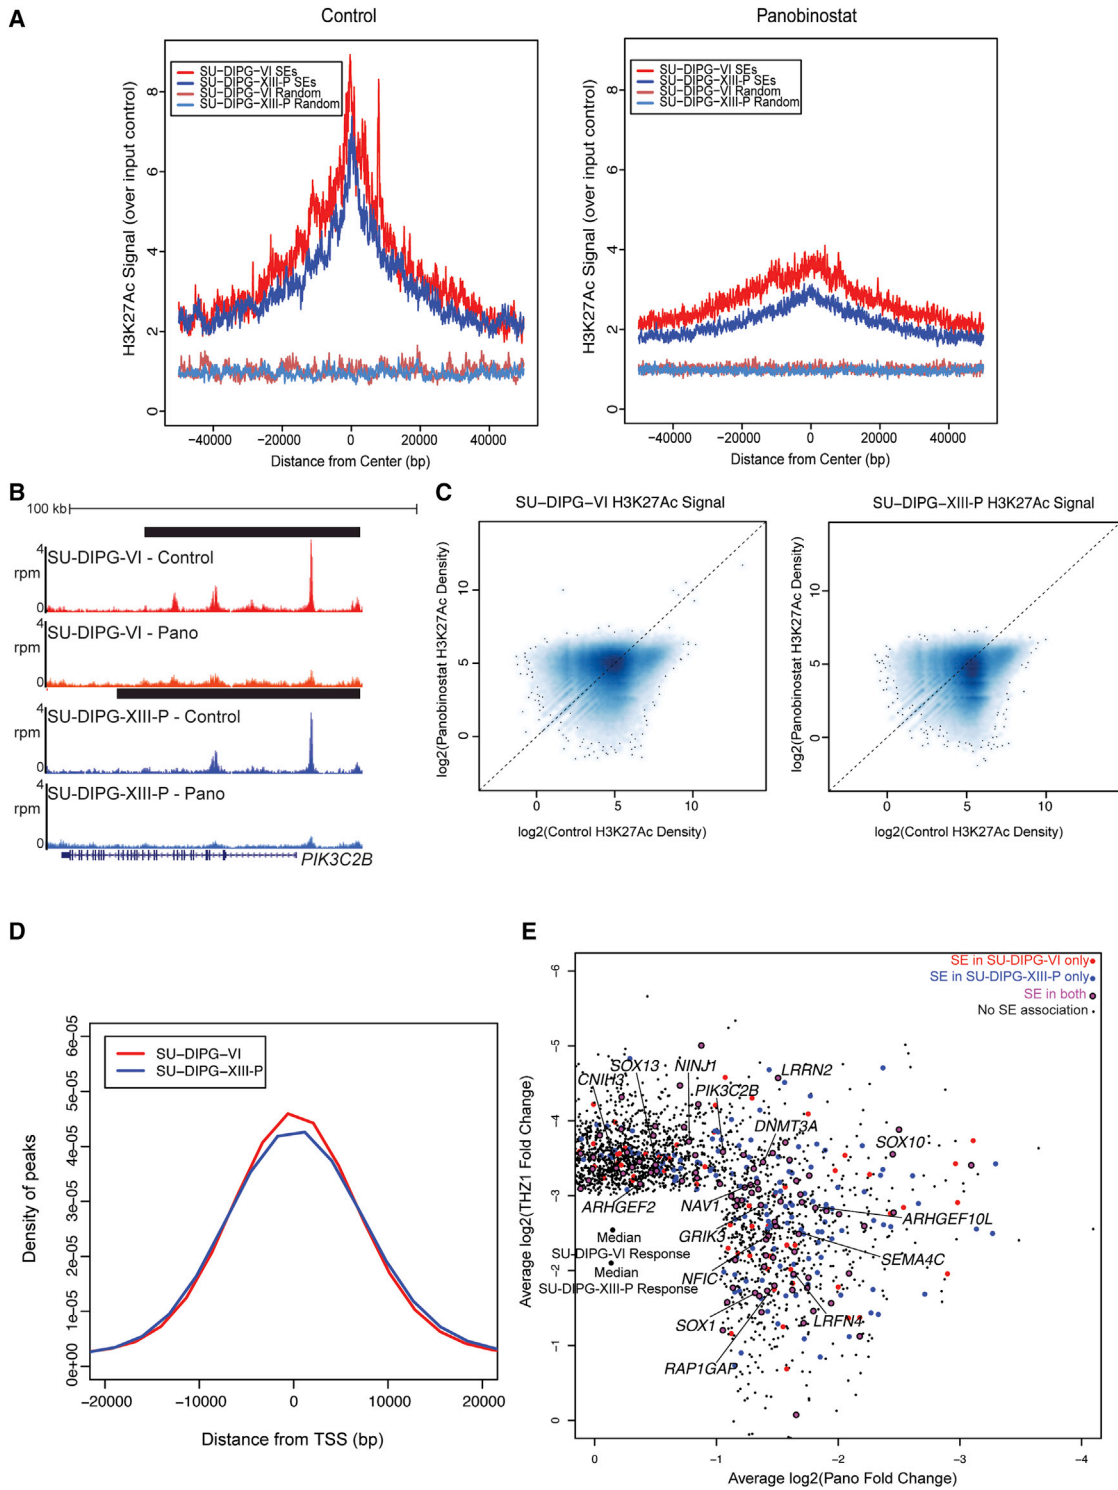 A
Control
Panobinostat
SU-DIPG-VI SEs
SU-DIPG-XIII-P SEs
SU-DIPG-VI Random
SU-DIPG-XIII-P Random
H3K27Ac Signal (over input control)
0
2
4
6
8
−40000
−20000
0
20000
40000
Distance from Center (bp)
SU-DIPG-VI SEs
SU-DIPG-XIII-P SEs
SU-DIPG-VI Random
SU-DIPG-XIII-P Random
H3K27Ac Signal (over input control)
0
2
4
6
8
−40000
−20000
0
20000
40000
Distance from Center (bp)
B
100 kb
4
rpm
0
SU-DIPG-VI - Control
4
rpm
0
SU-DIPG-VI - Pano
4
rpm
0
SU-DIPG-XIII-P - Control
4
rpm
0
SU-DIPG-XIII-P - Pano
PIK3C2B
C
SU-DIPG-VI H3K27Ac Signal
log2(Panobinostat H3K27Ac Density)
10
5
0
0
5
10
log2(Control H3K27Ac Density)
SU-DIPG-XIII-P H3K27Ac Signal
log2(Panobinostat H3K27Ac Density)
10
5
0
0
5
10
log2(Control H3K27Ac Density)
D
SU-DIPG-VI
SU-DIPG-XIII-P
Density of peaks
0e+00
1e-05
2e-05
3e-05
4e-05
5e-05
6e-05
−20000
−10000
0
10000
20000
Distance from TSS (bp)
E
SE in SU-DIPG-VI only
SE in SU-DIPG-XIII-P only
SE in both
No SE association
Average log2(THZ1 Fold Change)
−6
−5
−4
−3
−2
−1
0
SOX13
NINJ1
LRRN2
CNIH3
PIK3C2B
DNMT3A
SOX10
ARHGEF2
NAV1
ARHGEF10L
GRIK3
SEMA4C
Median
SU-DIPG-VI Response
Median
SU-DIPG-XIII-P Response
NFIC
SOX1
LRFN4
RAP1GAP
0
−1
−2
−3
−4
Average log2(Pano Fold Change)